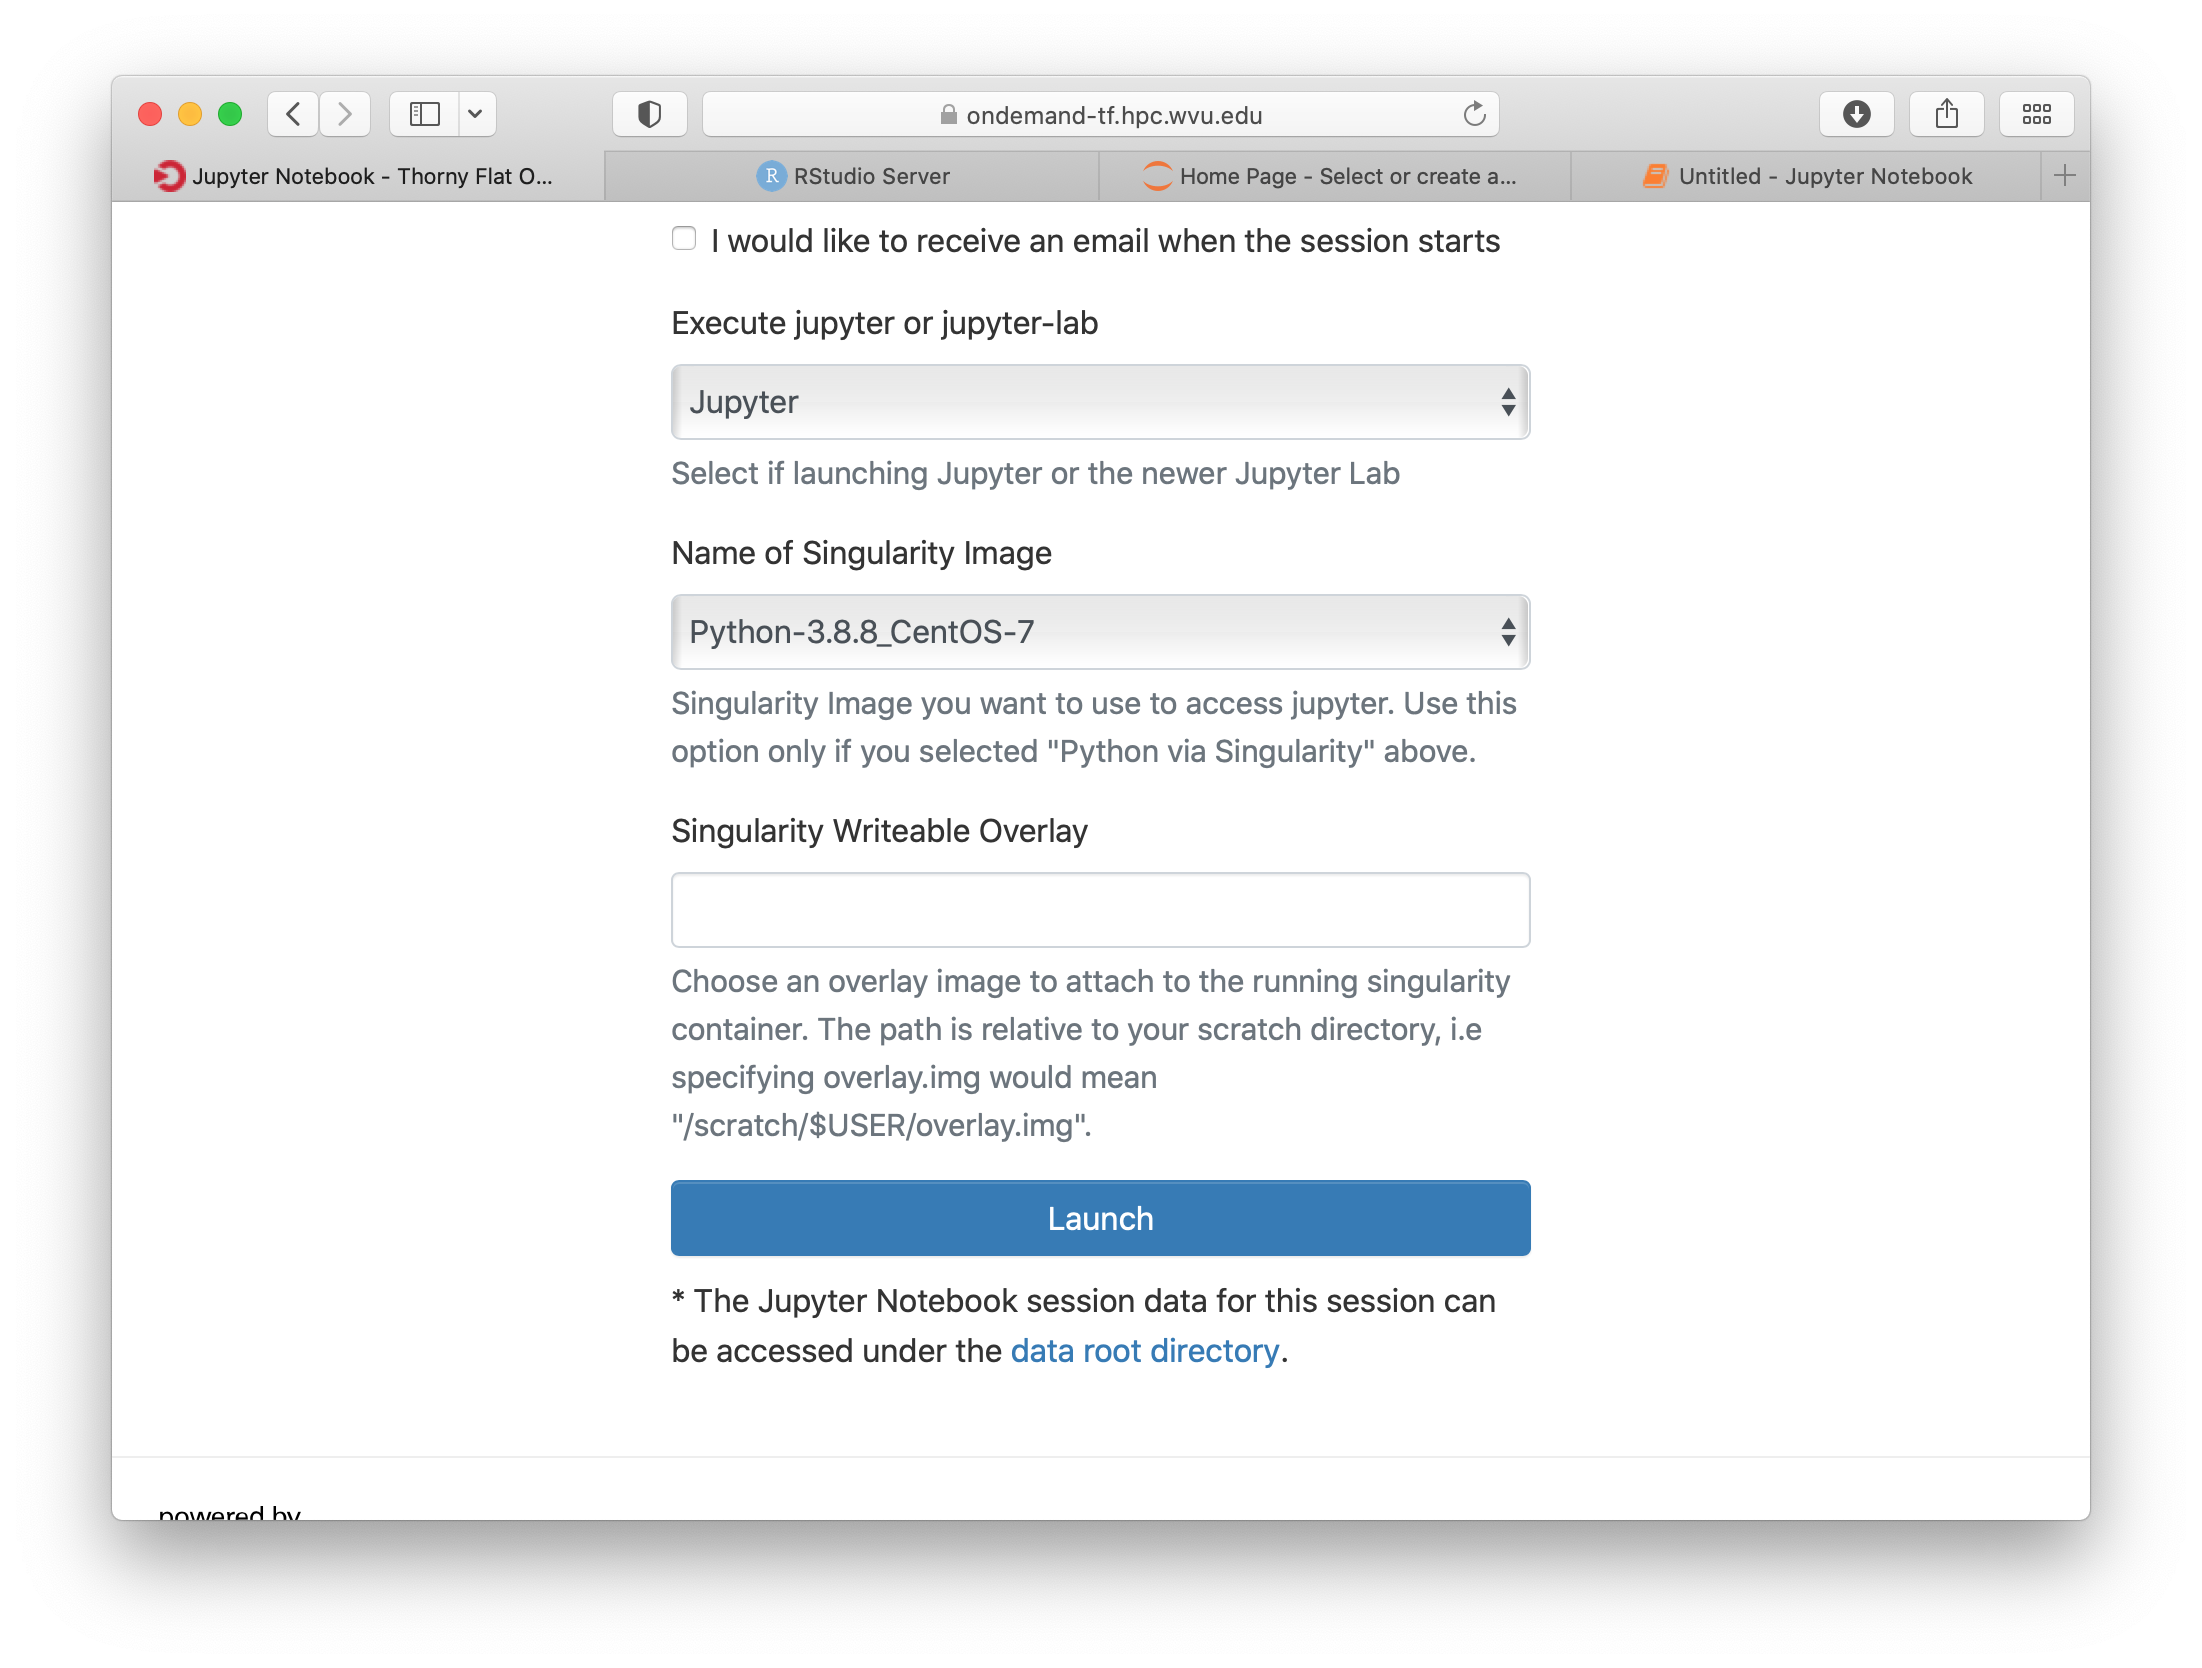 ondemand-tf.hpc.wvu.edu
Jupyter Notebook - Thorny Flat O...
R RStudio Server
Home Page - Select or create a...
Untitled - Jupyter Notebook
I would like to receive an email when the session starts
Execute jupyter or jupyter-lab
Jupyter
Select if launching Jupyter or the newer Jupyter Lab
Name of Singularity Image
Python-3.8.8_CentOS-7
Singularity Image you want to use to access jupyter. Use this
option only if you selected "Python via Singularity" above.
Singularity Writeable Overlay
Choose an overlay image to attach to the running singularity
container. The path is relative to your scratch directory, i.e
specifying overlay.img would mean
"/scratch/$USER/overlay.img".
Launch
* The Jupyter Notebook session data for this session can
be accessed under the data root directory.
powered by